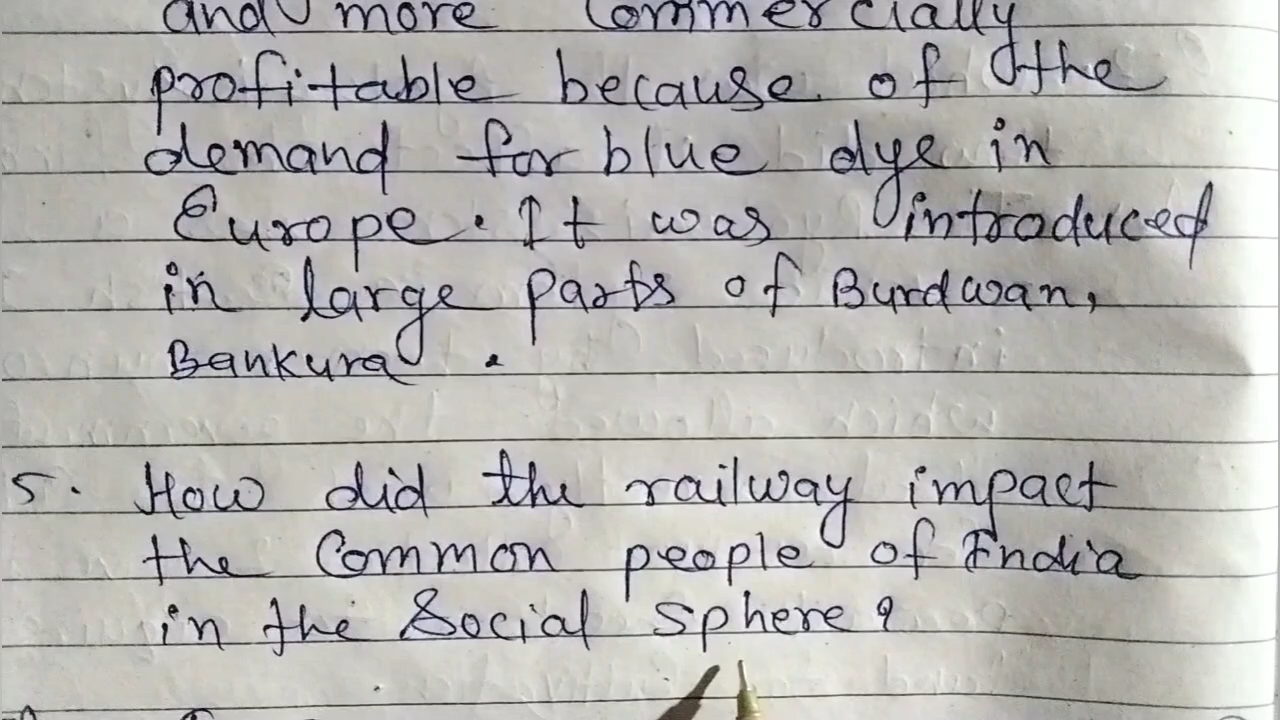 and more Commercially
profitable because of the
demand for blue dye in
Europe. It was introduced
in large parts of Burdwan,
Bankura.
5. How did the railway impact
the Common people of India
in the Social Sphere?